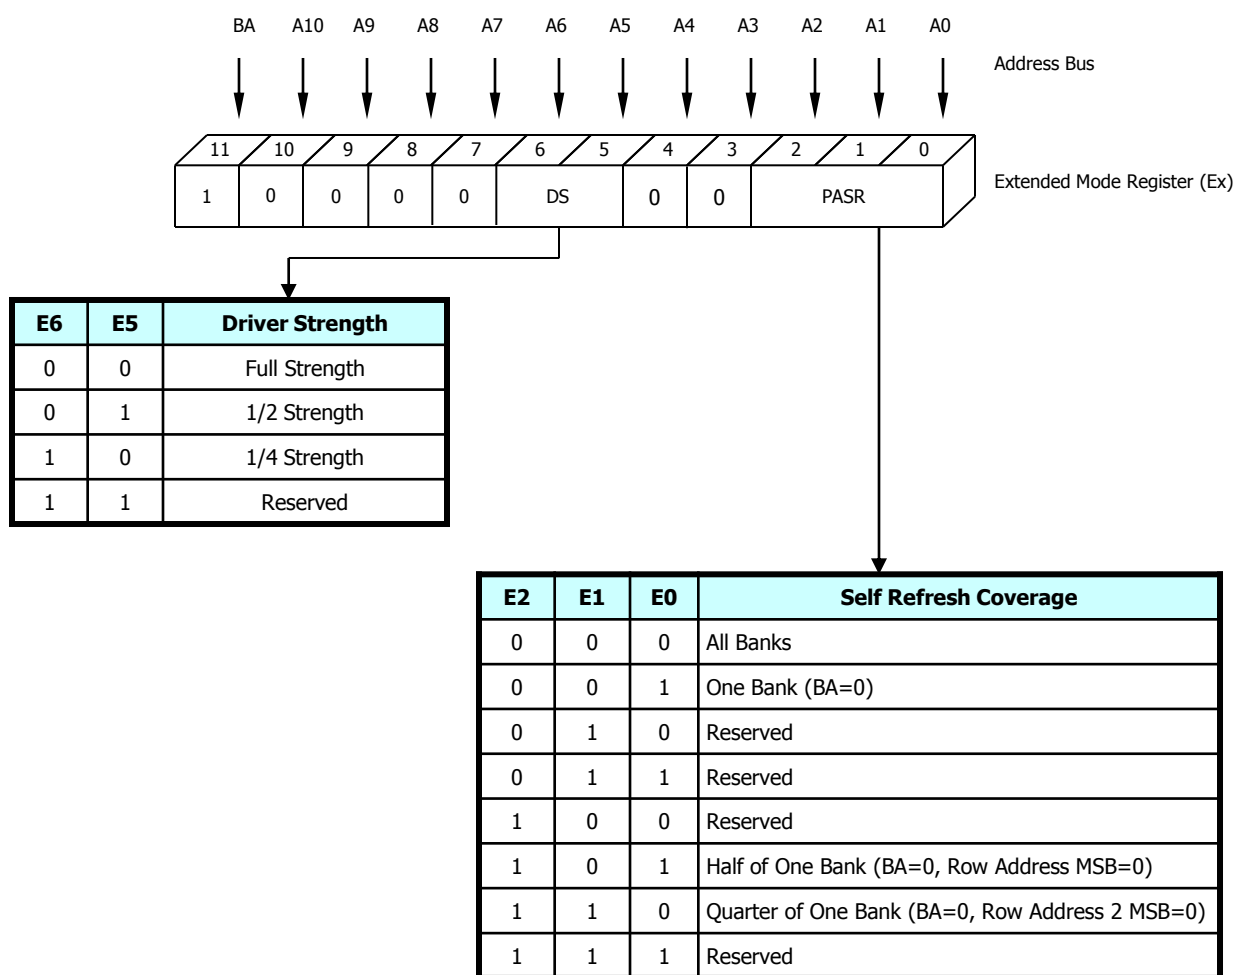 BA A10 A9 A8 A7 A6 A5 A4 A3 A2 A1 A0
Address Bus
11 10 9 8 7 6 5 4 3 2 1 0
Extended Mode Register (Ex)
1 0 0 0 0 DS 0 0 PASR
E6 E5 Driver Strength
0 0 Full Strength
0 1 1/2 Strength
1 0 1/4 Strength
1 1 Reserved
E2 E1 E0 Self Refresh Coverage
0 0 0 All Banks
0 0 1 One Bank (BA=0)
0 1 0 Reserved
0 1 1 Reserved
1 0 0 Reserved
1 0 1 Half of One Bank (BA=0, Row Address MSB=0)
1 1 0 Quarter of One Bank (BA=0, Row Address 2 MSB=0)
1 1 1 Reserved